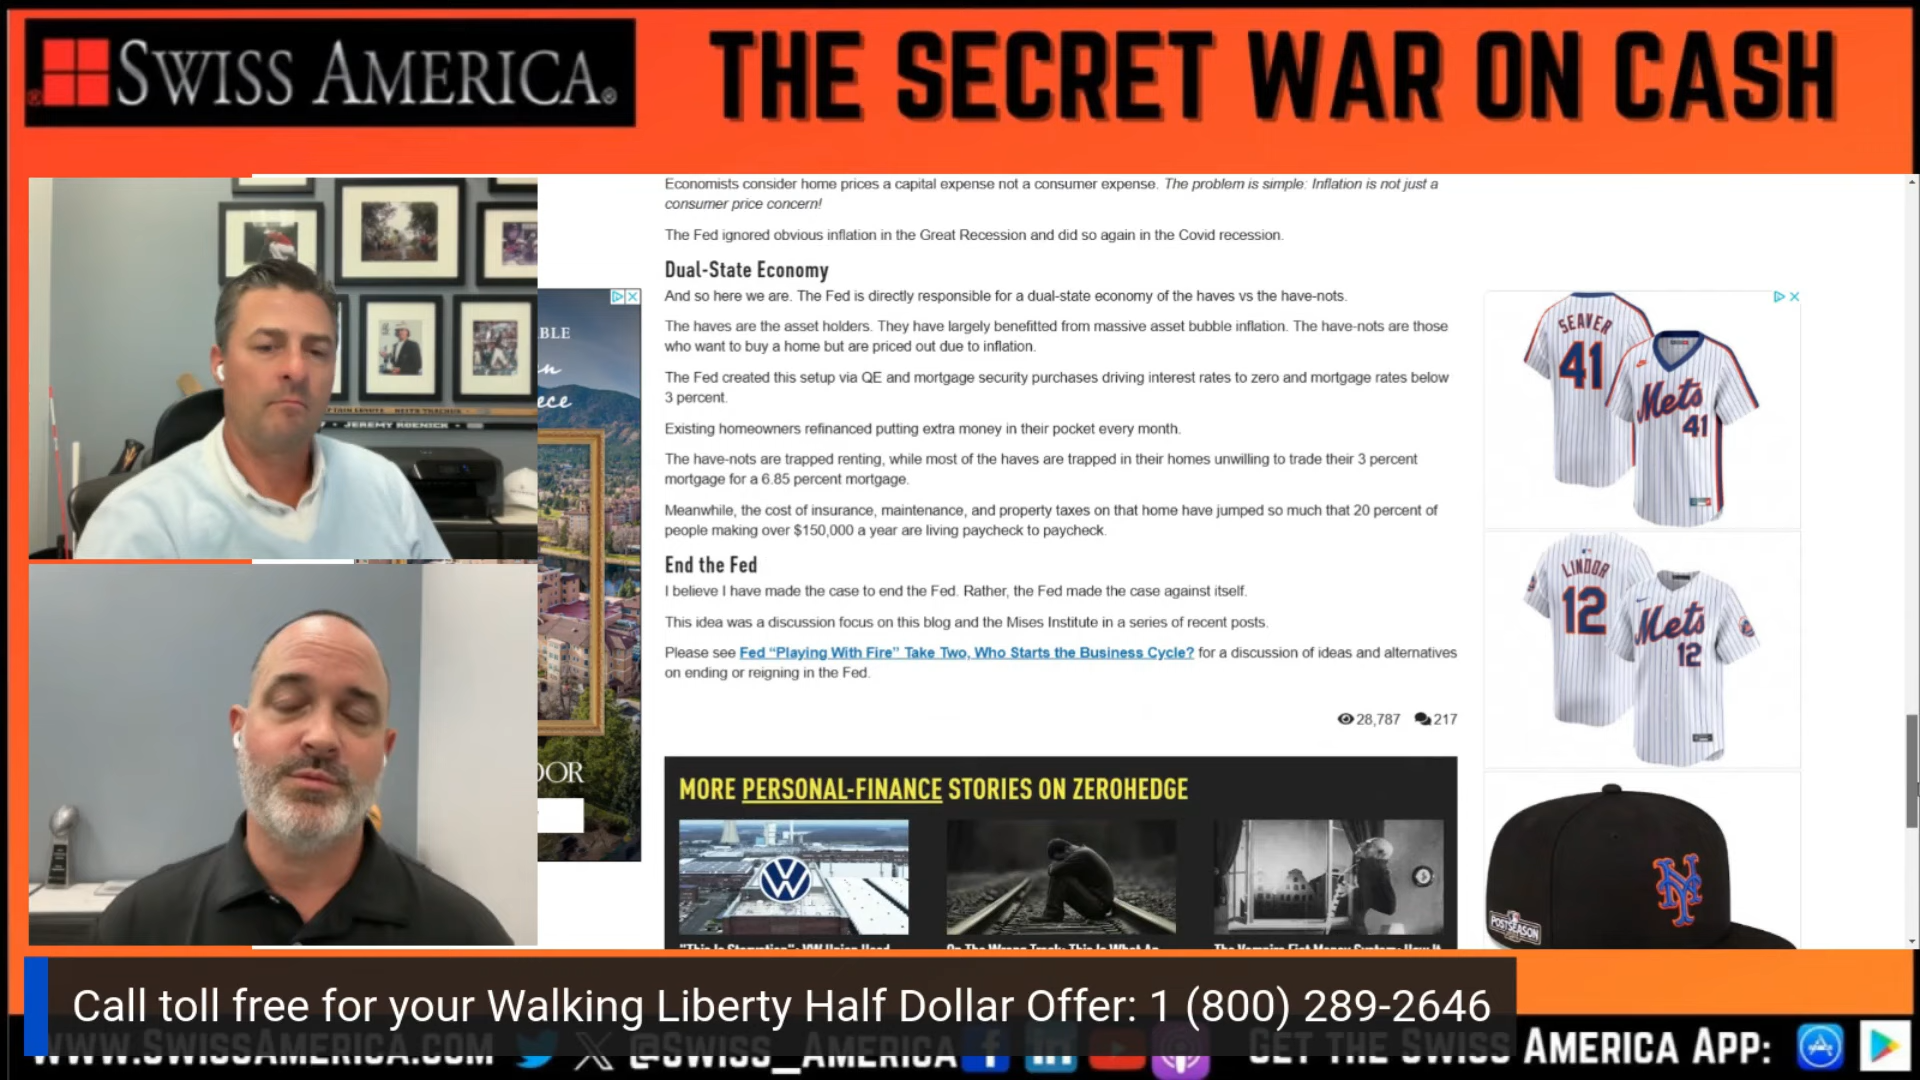 SWISS AMERICA®
THE SECRET WAR ON CASH
Economists consider home prices a capital expense not a consumer expense. The problem is simple: Inflation is not just a
consumer price concern!
The Fed ignored obvious inflation in the Great Recession and did so again in the Covid recession.
Dual-State Economy
And so here we are. The Fed is directly responsible for a dual-state economy of the haves vs the have-nots.
The haves are the asset holders. They have largely benefitted from massive asset bubble inflation. The have-nots are those
who want to buy a home but are priced out due to inflation.
The Fed created this setup via QE and mortgage security purchases driving interest rates to zero and mortgage rates below
3 percent.
Existing homeowners refinanced putting extra money in their pocket every month.
The have-nots are trapped renting, while most of the haves are trapped in their homes unwilling to trade their 3 percent
mortgage for a 6.85 percent mortgage.
Meanwhile, the cost of insurance, maintenance, and property taxes on that home have jumped so much that 20 percent of
people making over $150,000 a year are living paycheck to paycheck.
End the Fed
I believe I have made the case to end the Fed. Rather, the Fed made the case against itself.
This idea was a discussion focus on this blog and the Mises Institute in a series of recent posts.
Please see Fed “Playing With Fire” Take Two, Who Starts the Business Cycle? for a discussion of ideas and alternatives
on ending or reigning in the Fed.
28,787 217
MORE PERSONAL-FINANCE STORIES ON ZEROHEDGE
JEREMY ROENICK
SEAVER
41
Mets
41
LINDOR
12
Mets
12
NY
POSTSEASON
Call toll free for your Walking Liberty Half Dollar Offer: 1 (800) 289-2646
WWW.SWISSAMERICA.COM
@SWISS_AMERICA
GET THE SWISS AMERICA APP: